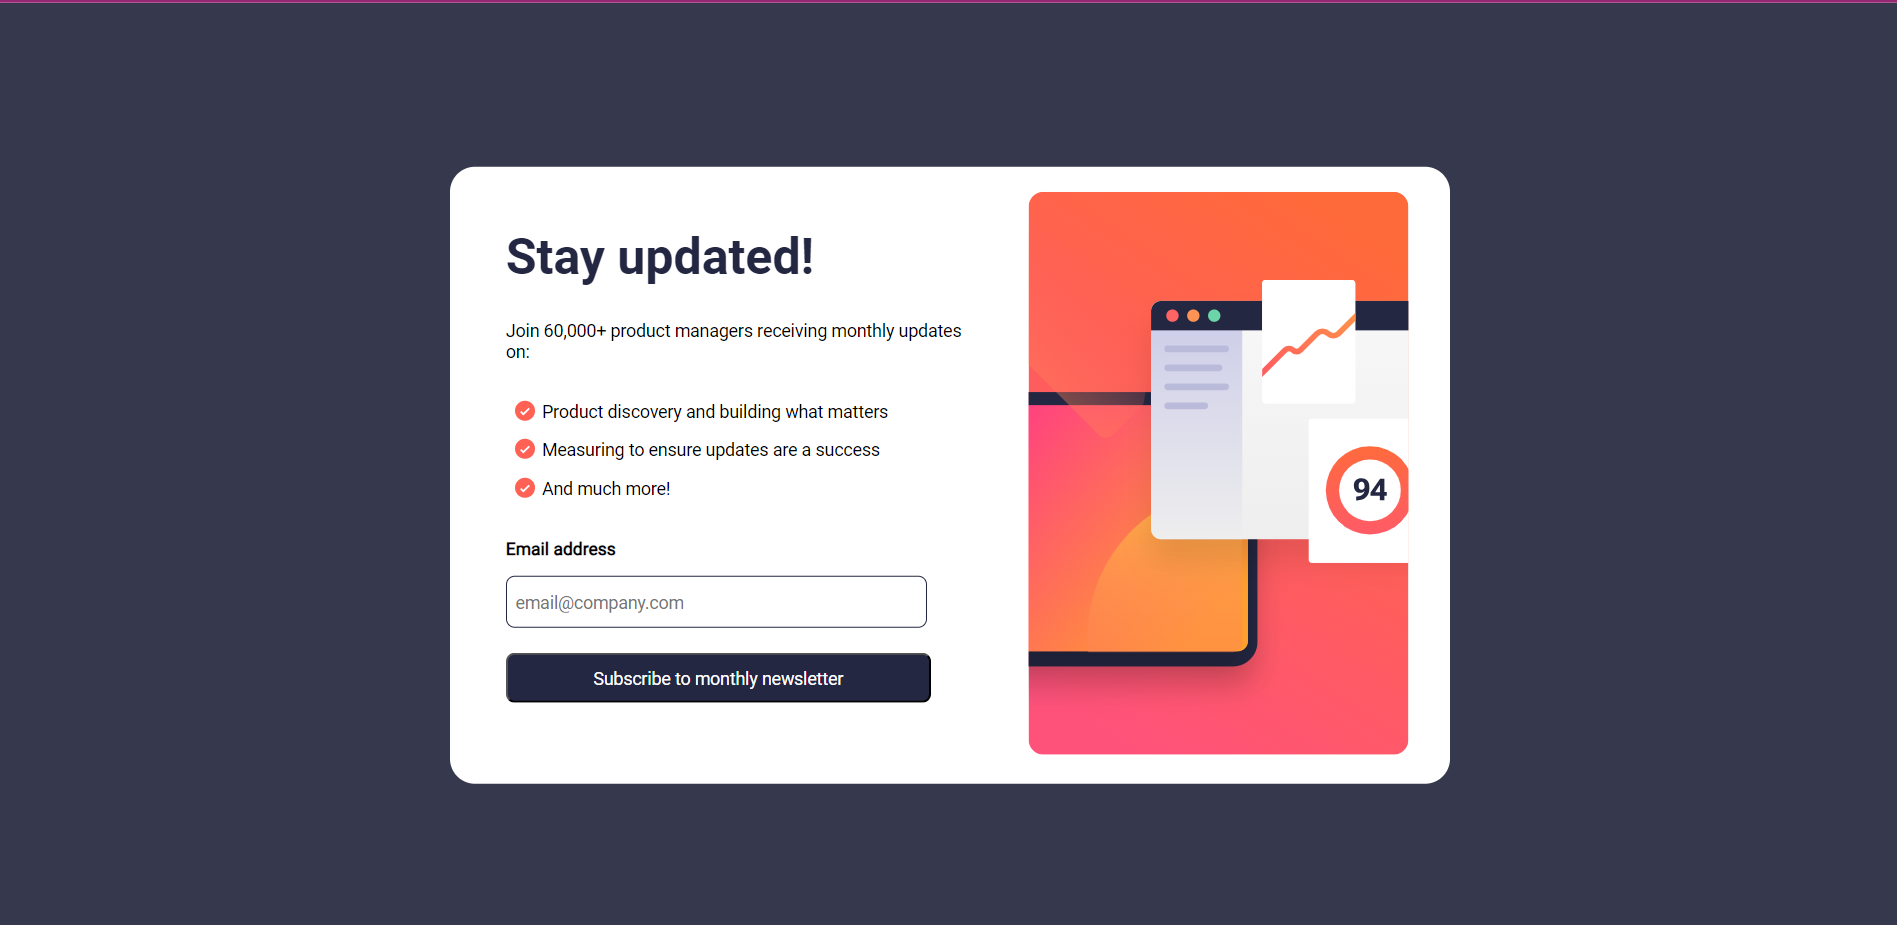 Stay updated!
Join 60,000+ product managers receiving monthly updates
on:
Product discovery and building what matters
Measuring to ensure updates are a success
And much more!
Email address
email@company.com
Subscribe to monthly newsletter
94